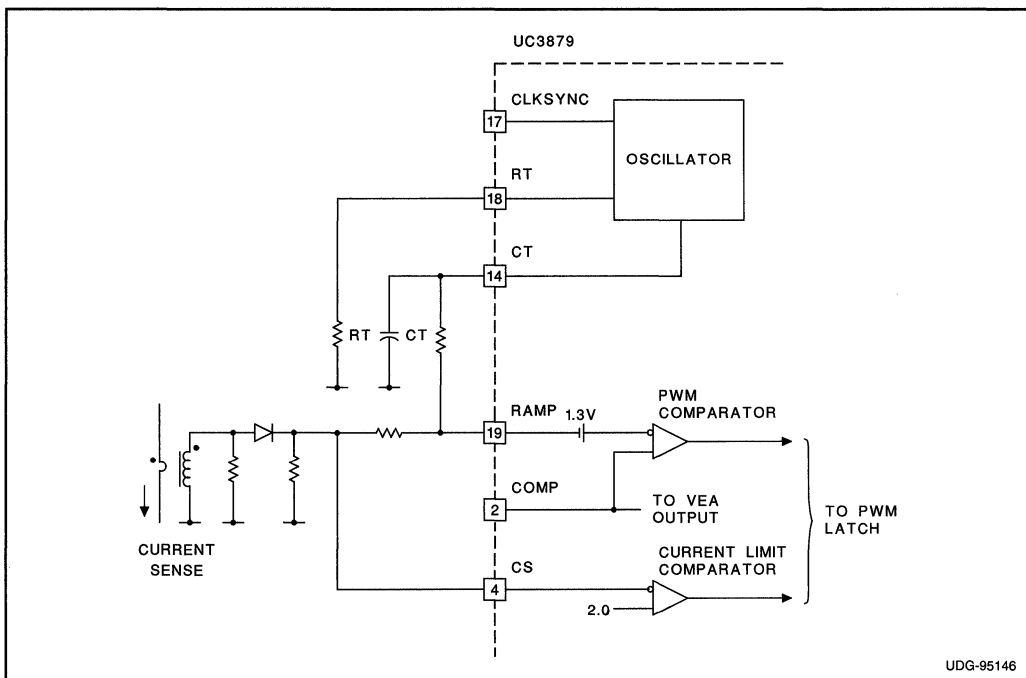 UC3879
CLKSYNC
17
OSCILLATOR
RT
18
CT
14
RT
CT
RAMP
19
1.3V
PWM
COMPARATOR
COMP
2
TO VEA
OUTPUT
TO PWM
LATCH
CURRENT
SENSE
CS
4
CURRENT LIMIT
COMPARATOR
2.0
UDG-95146